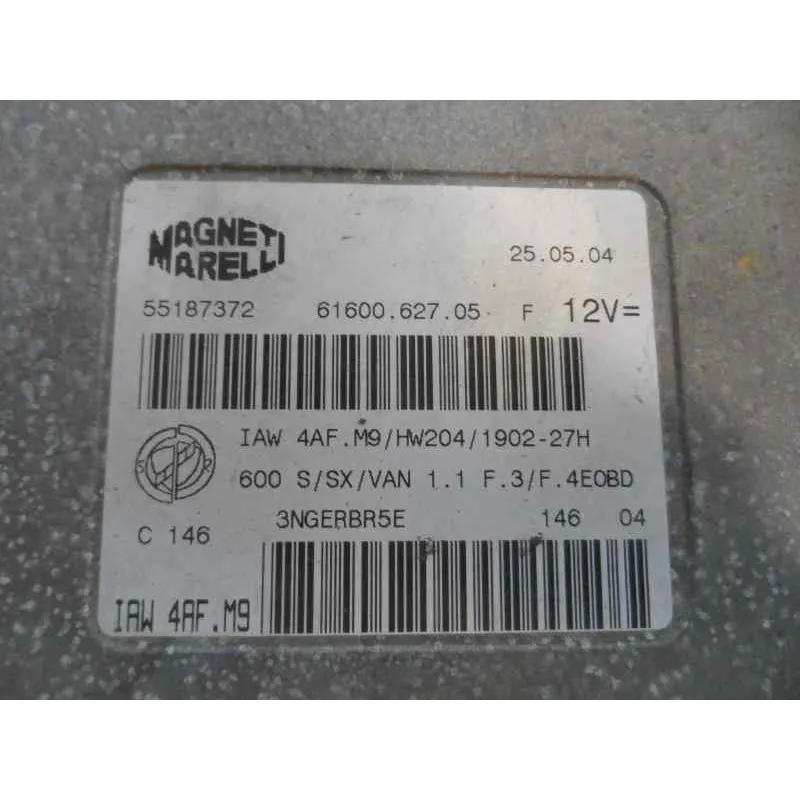 MAGNETI
MARELLI
25.05.04
55187372 61600.627.05 F 12V=
IAW 4AF.M9/HW204/1902-27H
600 S/SX/VAN 1.1 F.3/F.4EOBD
3NGERBR5E 146 04
C 146
IAW 4AF.M9